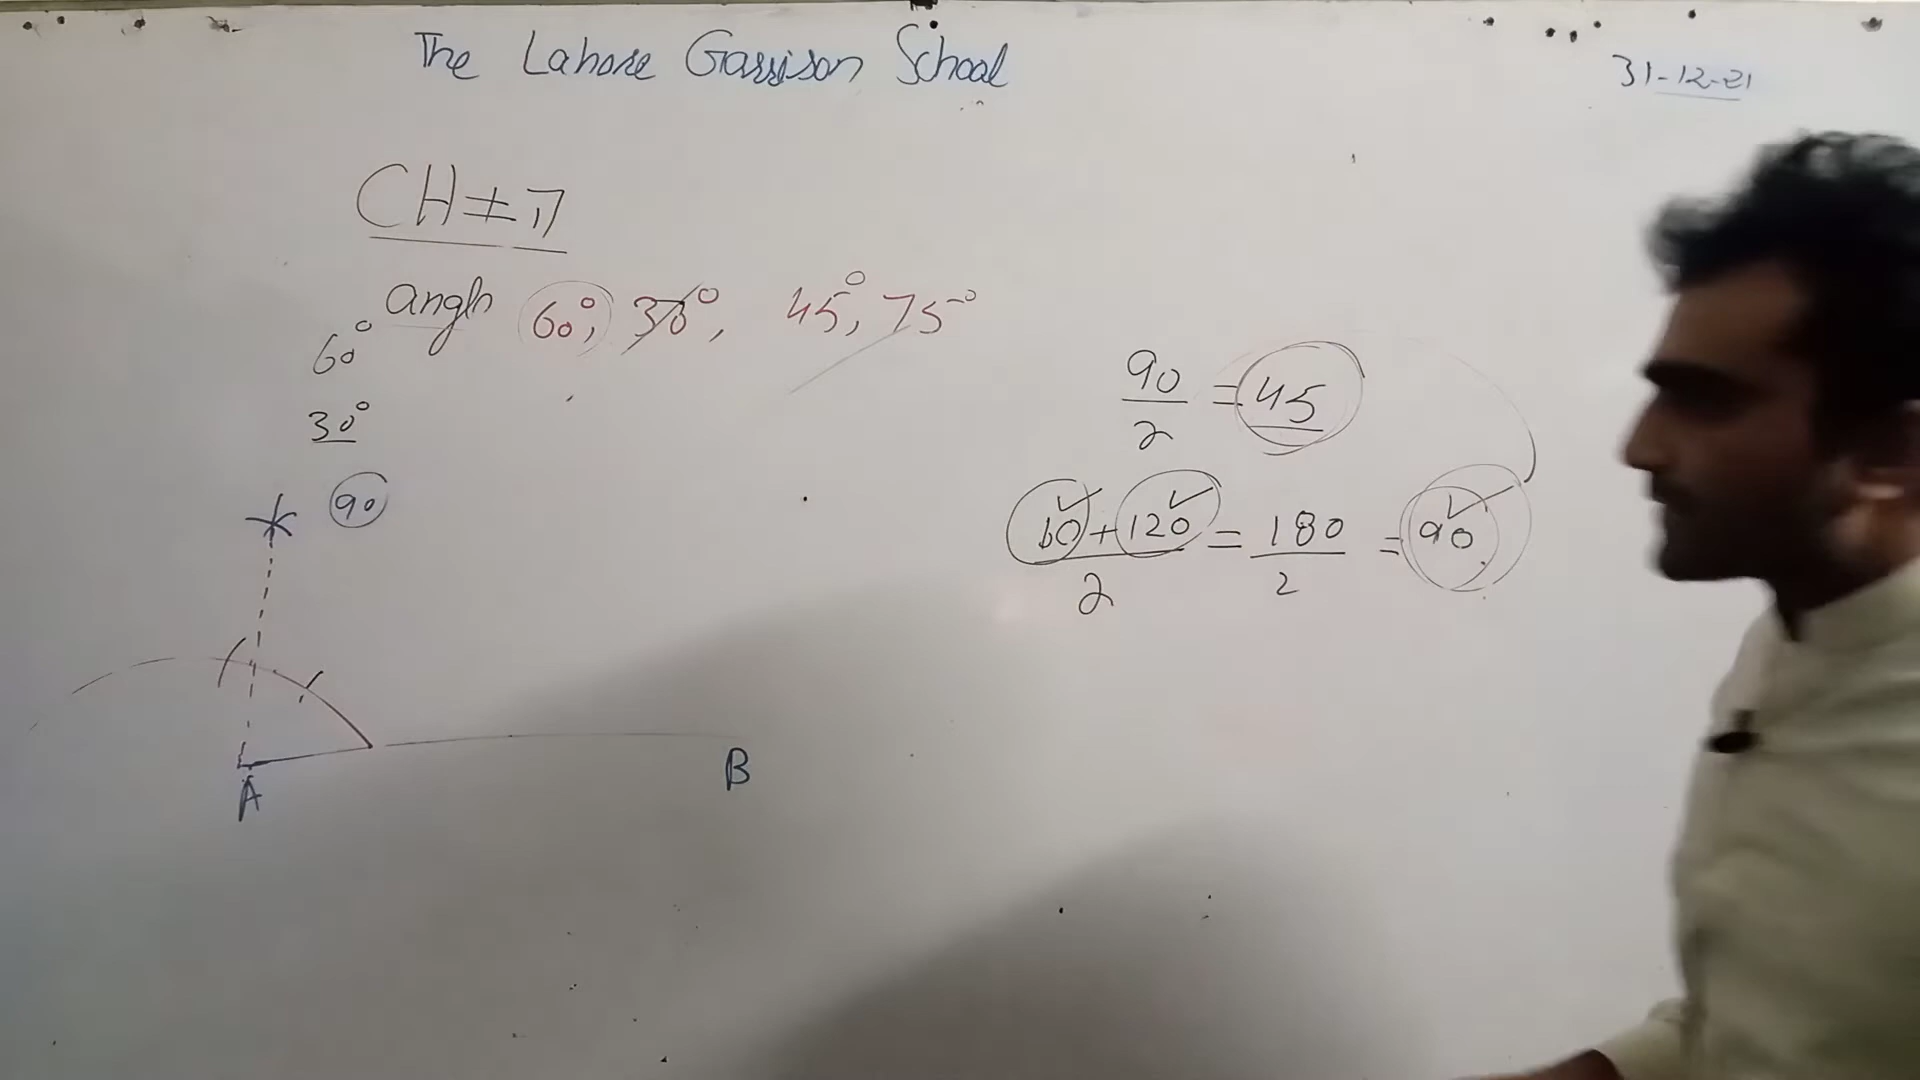 The Lahore Garrison School
31-12-21
CH # 7
angle 60°, 30°, 45°, 75°
60°
30°
90
A
B
90/2 = 45
60+120/2 = 180/2 = 90